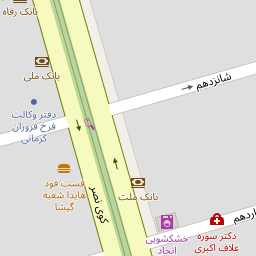 بانک رفاه
بانک ملی
شانزدهم
دفتر وکالت
فرخ فروزان
کرمانی
فست فود
هایدا شعبه
گیشا
کوی نصر
بانک ملت
خشکشویی
اتحاد
دکتر سوره
علاف اکبری